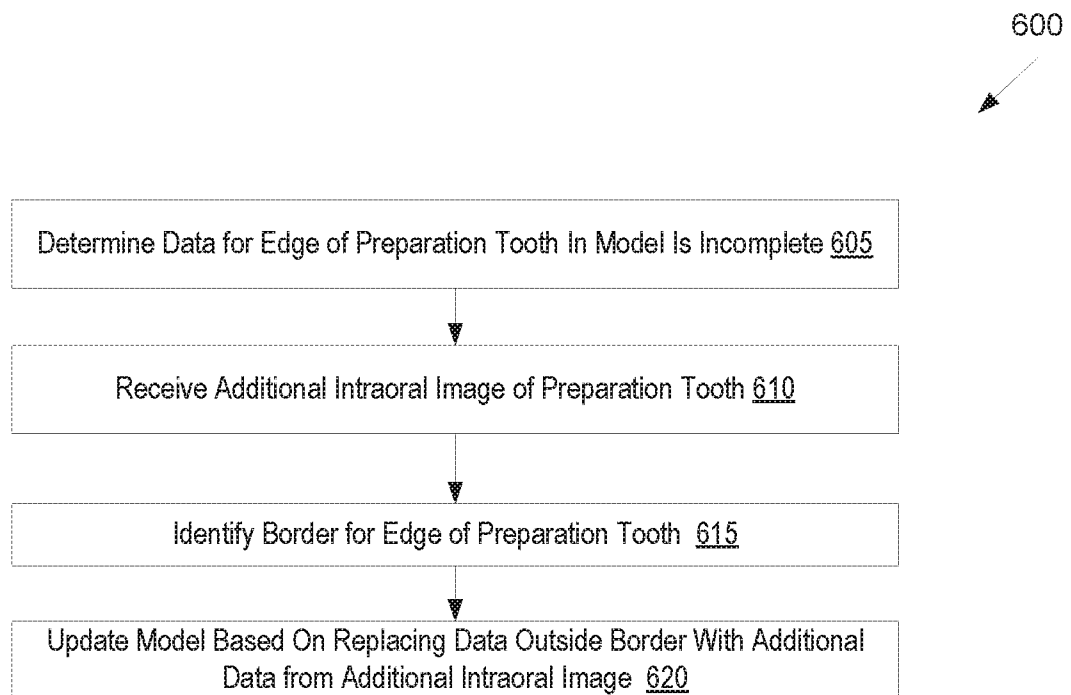 600
Determine Data for Edge of Preparation Tooth In Model Is Incomplete 605
Receive Additional Intraoral Image of Preparation Tooth 610
Identify Border for Edge of Preparation Tooth 615
Update Model Based On Replacing Data Outside Border With Additional
Data from Additional Intraoral Image 620